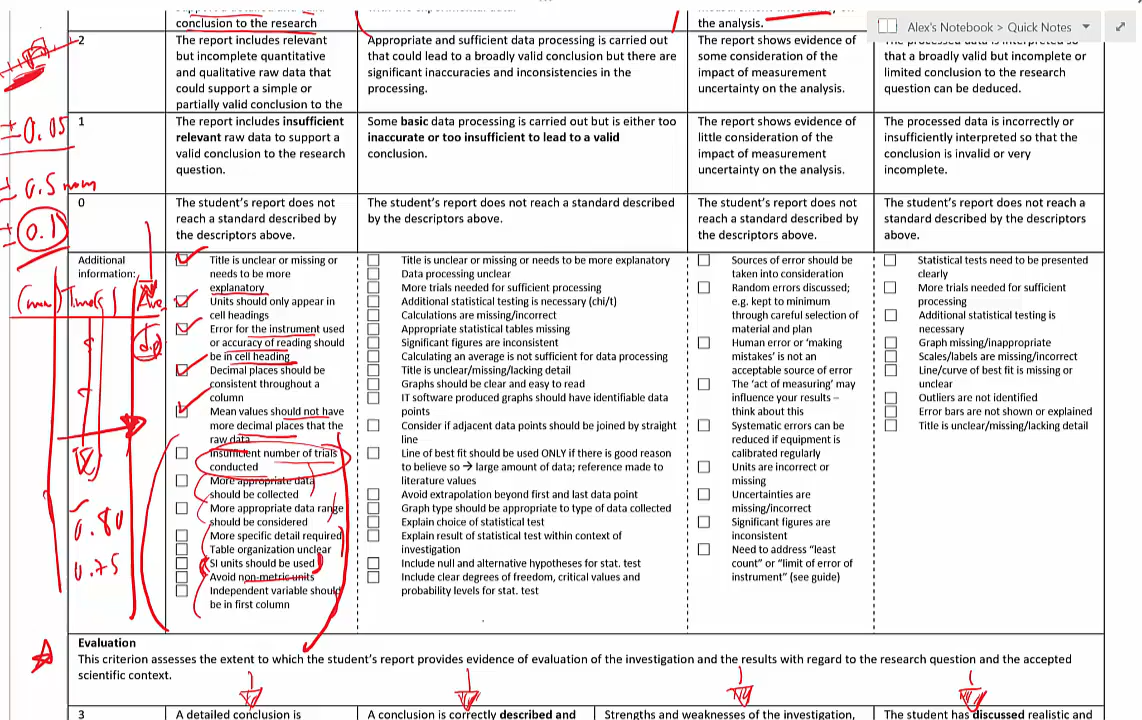 conclusion to the research
the analysis.
Alex's Notebook > Quick Notes
2
The report includes relevant
but incomplete quantitative
and qualitative raw data that
could support a simple or
partially valid conclusion to the
Appropriate and sufficient data processing is carried out
that could lead to a broadly valid conclusion but there are
significant inaccuracies and inconsistencies in the
processing.
The report shows evidence of
some consideration of the
impact of measurement
uncertainty on the analysis.
The processed data is interpreted so
that a broadly valid but incomplete or
limited conclusion to the research
question can be deduced.
±0.05
± 0.5 mm
±0.1
1
The report includes insufficient
relevant raw data to support a
valid conclusion to the research
question.
Some basic data processing is carried out but is either too
inaccurate or too insufficient to lead to a valid
conclusion.
The report shows evidence of
little consideration of the
impact of measurement
uncertainty on the analysis.
The processed data is incorrectly or
insufficiently interpreted so that the
conclusion is invalid or very
incomplete.
0
The student's report does not
reach a standard described by
the descriptors above.
The student's report does not reach a standard described
by the descriptors above.
The student's report does not
reach a standard described by
the descriptors above.
The student's report does not reach a
standard described by the descriptors
above.
Additional
information:
d.p
0.80
0.75
Title is unclear or missing or
needs to be more
explanatory
Units should only appear in
cell headings
Error for the instrument used
or accuracy of reading should
be in cell heading
Decimal places should be
consistent throughout a
column
Mean values should not have
more decimal places that the
raw data
Insufficient number of trials
conducted
More appropriate data
should be collected
More appropriate data range
should be considered
More specific detail required
Table organization unclear
SI units should be used
Avoid non-metric units
Independent variable should
be in first column
Title is unclear or missing or needs to be more explanatory
Data processing unclear
More trials needed for sufficient processing
Additional statistical testing is necessary (chi/t)
Calculations are missing/incorrect
Appropriate statistical tables missing
Significant figures are inconsistent
Calculating an average is not sufficient for data processing
Title is unclear/missing/lacking detail
Graphs should be clear and easy to read
IT software produced graphs should have identifiable data
points
Consider if adjacent data points should be joined by straight
line
Line of best fit should be used ONLY if there is good reason
to believe so → large amount of data; reference made to
literature values
Avoid extrapolation beyond first and last data point
Graph type should be appropriate to type of data collected
Explain choice of statistical test
Explain result of statistical test within context of
investigation
Include null and alternative hypotheses for stat. test
Include clear degrees of freedom, critical values and
probability levels for stat. test
Sources of error should be
taken into consideration
Random errors discussed;
e.g. kept to minimum
through careful selection of
material and plan
Human error or 'making
mistakes' is not an
acceptable source of error
The 'act of measuring' may
influence your results –
think about this
Systematic errors can be
reduced if equipment is
calibrated regularly
Units are incorrect or
missing
Uncertainties are
missing/incorrect
Significant figures are
inconsistent
Need to address "least
count" or "limit of error of
instrument" (see guide)
Statistical tests need to be presented
clearly
More trials needed for sufficient
processing
Additional statistical testing is
necessary
Graph missing/inappropriate
Scales/labels are missing/incorrect
Line/curve of best fit is missing or
unclear
Outliers are not identified
Error bars are not shown or explained
Title is unclear/missing/lacking detail
Evaluation
This criterion assesses the extent to which the student's report provides evidence of evaluation of the investigation and the results with regard to the research question and the accepted
scientific context.
3
A detailed conclusion is
A conclusion is correctly described and
Strengths and weaknesses of the investigation,
The student has discussed realistic and